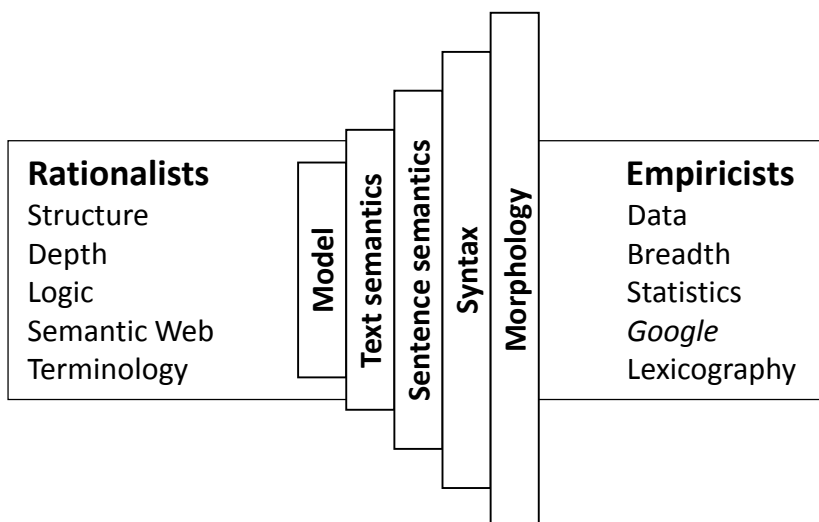 Rationalists
Structure
Depth
Logic
Semantic Web
Terminology
Model
Text semantics
Sentence semantics
Syntax
Morphology
Empiricists
Data
Breadth
Statistics
Google
Lexicography